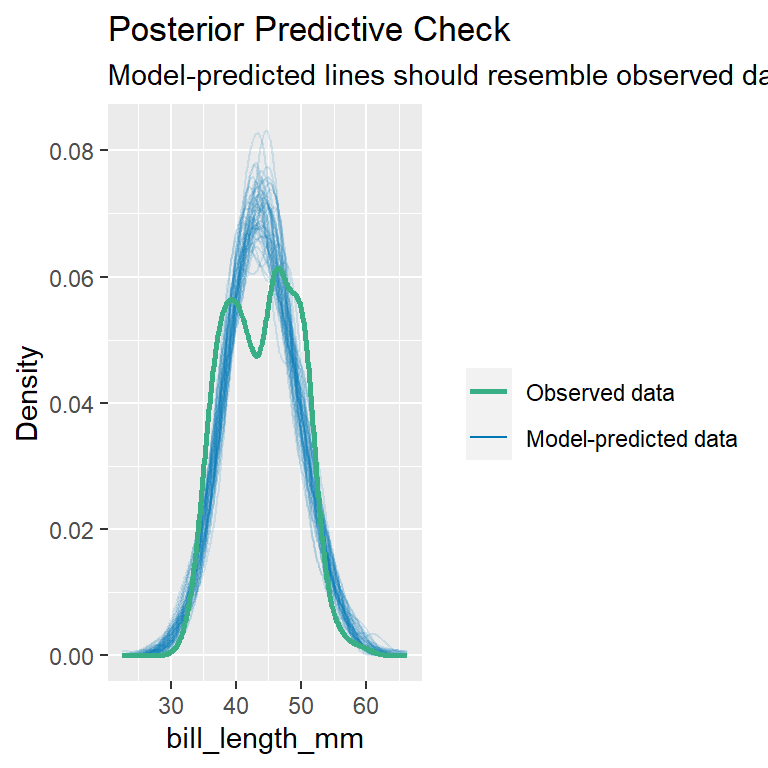 Posterior Predictive Check
Model-predicted lines should resemble observed da
0.08
0.06
0.04
0.02
0.00
Density
30 40 50 60
bill_length_mm
Observed data
Model-predicted data